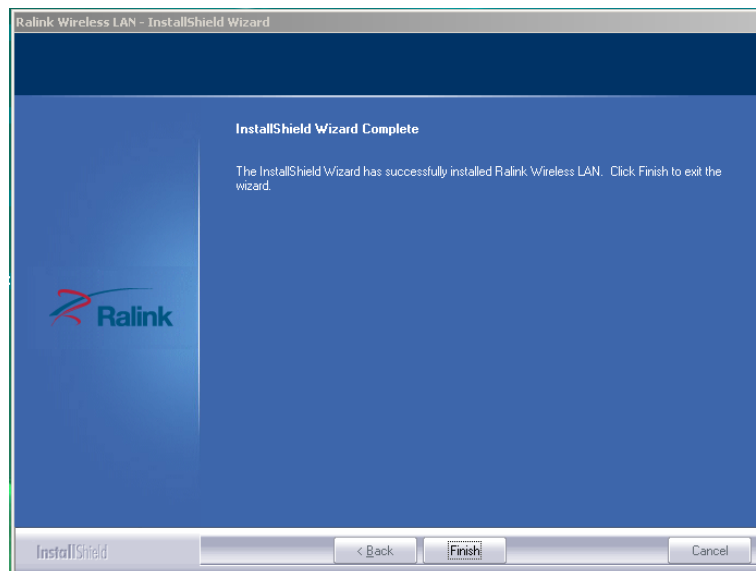 Ralink Wireless LAN - InstallShield Wizard
InstallShield Wizard Complete
The InstallShield Wizard has successfully installed Ralink Wireless LAN. Click Finish to exit the
wizard.
Ralink
InstallShield
< Back
Finish
Cancel